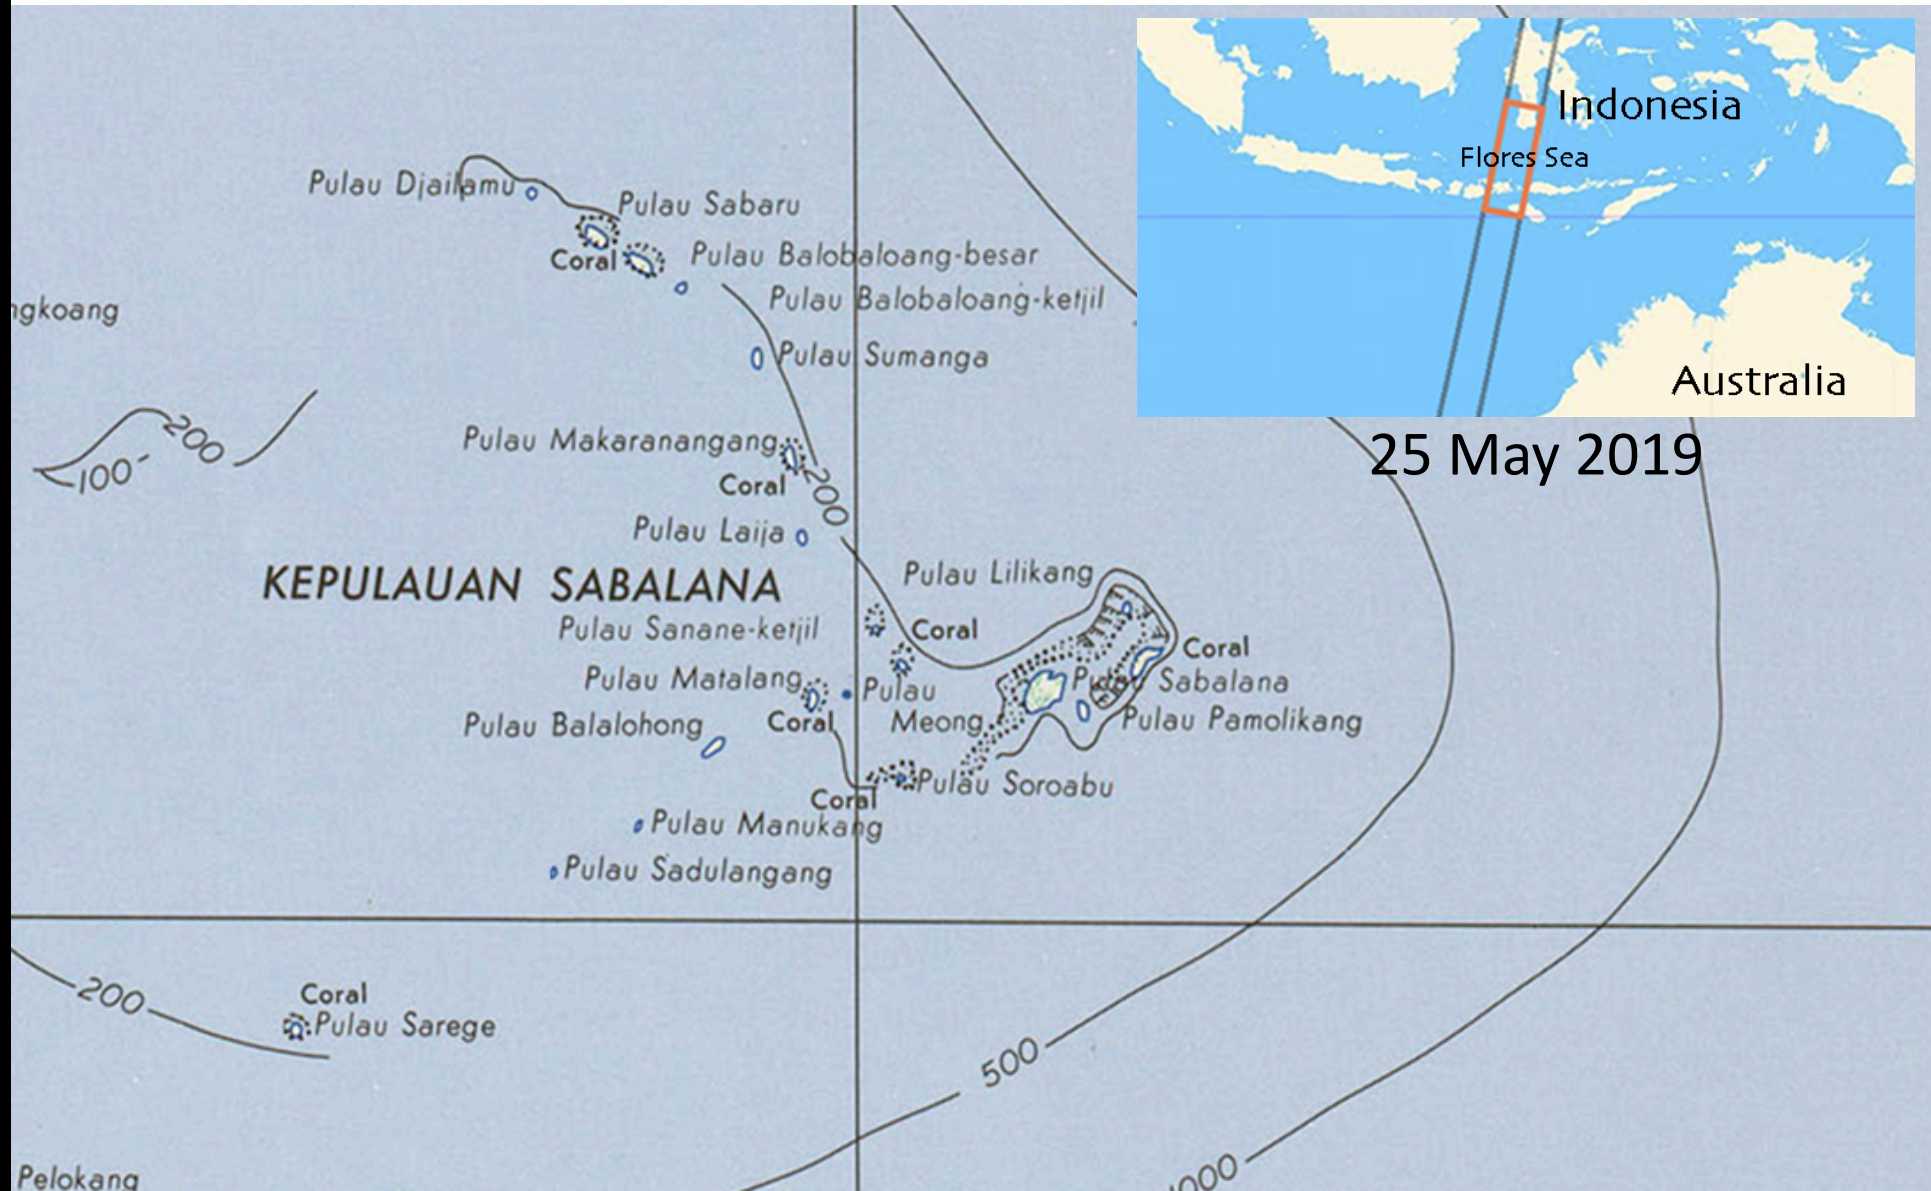 Indonesia
Flores Sea
Australia
25 May 2019
Pulau Djailamu
Pulau Sabaru
Coral
Pulau Balobaloang-besar
Pulau Balobaloang-ketjil
ngkoang
Pulau Sumanga
200
100
Pulau Makaranangang
Coral
200
Pulau Laija
KEPULAUAN SABALANA
Pulau Lilikang
Pulau Sanane-ketjil
Coral
Coral
Pulau Matalang
Pulau
Meong
Pulau Sabalana
Pulau Balalohong
Coral
Pulau Pamolikang
Pulau Soroabu
Coral
Pulau Manukang
Pulau Sadulangang
200
Coral
Pulau Sarege
500
1000
Pelokang